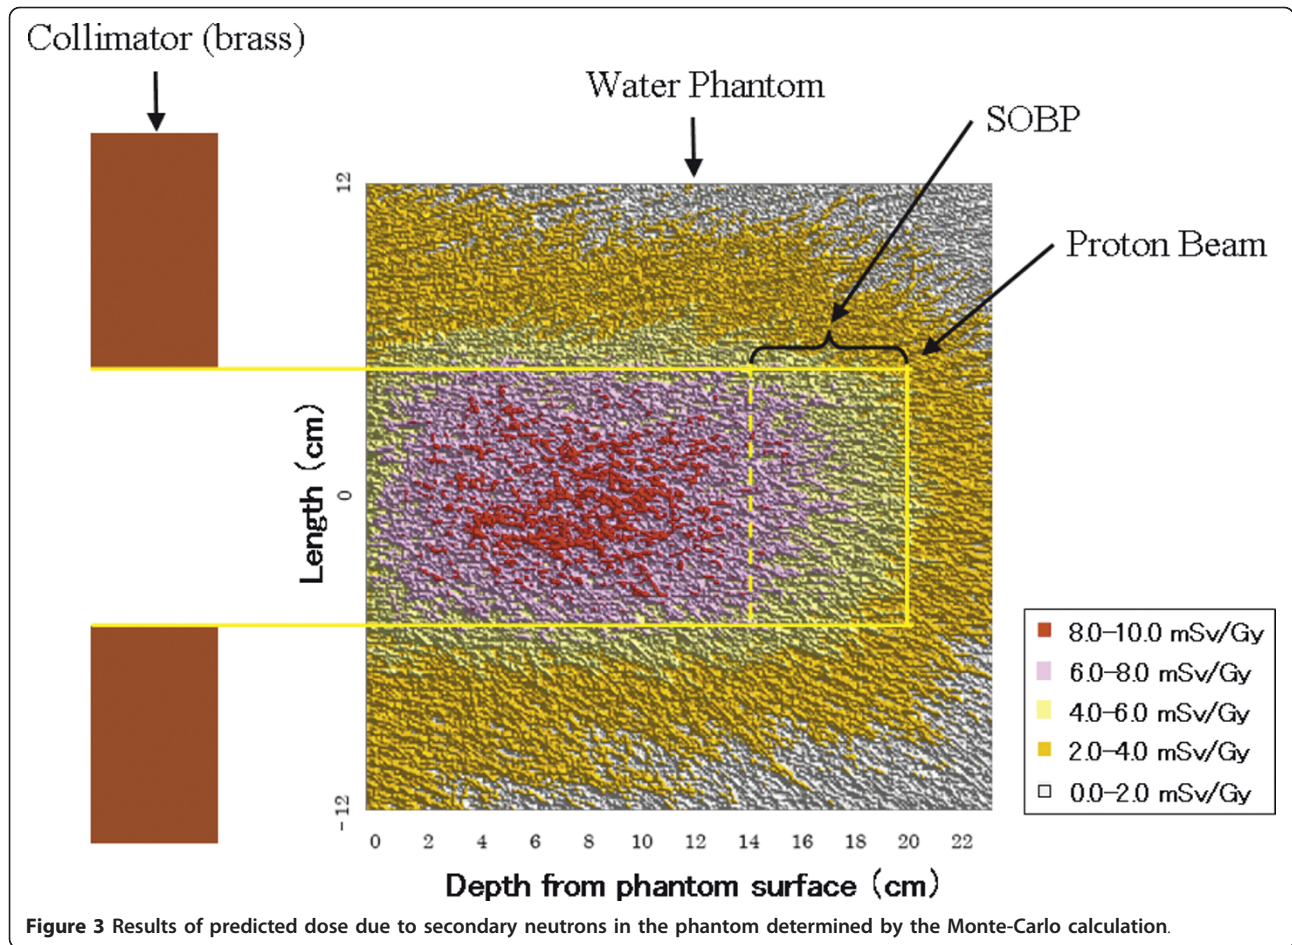 Collimator (brass)
Water Phantom
SOBP
Proton Beam
12
0
-12
Length (cm)
0 2 4 6 8 10 12 14 16 18 20 22
Depth from phantom surface (cm)
8.0-10.0 mSv/Gy
6.0-8.0 mSv/Gy
4.0-6.0 mSv/Gy
2.0-4.0 mSv/Gy
0.0-2.0 mSv/Gy
Figure 3 Results of predicted dose due to secondary neutrons in the phantom determined by the Monte-Carlo calculation.